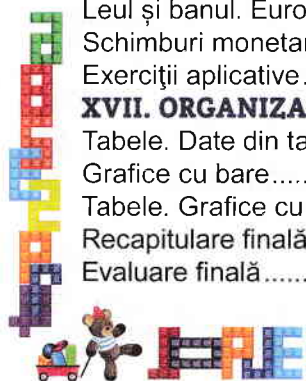 Leul și banul. Euro
Schimburi monetar
Exerciţii aplicative.
XVII. ORGANIZA
Tabele. Date din ta
Grafice cu bare.....
Tabele. Grafice cu
Recapitulare finală
Evaluare finală......